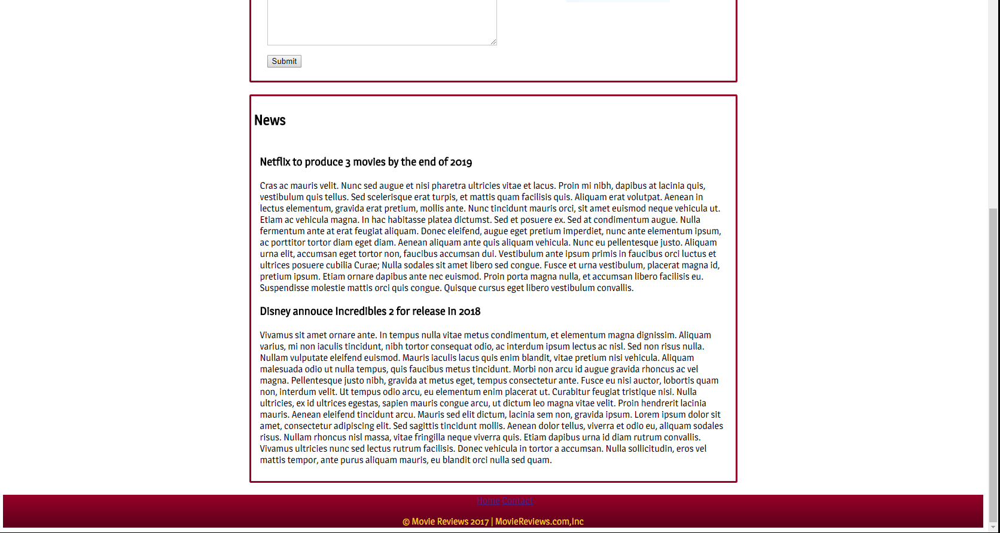 Submit
News
Netflix to produce 3 movies by the end of 2019
Cras ac mauris velit. Nunc sed augue et nisi pharetra ultricies vitae et lacus. Proin mi nibh, dapibus at lacinia quis,
vestibulum quis tellus. Sed scelerisque erat turpis, et mattis quam facilisis quis. Aliquam erat volutpat. Aenean in
lectus elementum, gravida erat pretium, mollis ante. Nunc tincidunt mauris orci, sit amet euismod neque vehicula ut.
Etiam ac vehicula magna. In hac habitasse platea dictumst. Sed et posuere ex. Sed at condimentum augue. Nulla
fermentum ante at erat feugiat aliquam. Donec eleifend, augue eget pretium imperdiet, nunc ante elementum ipsum,
ac porttitor tortor diam eget diam. Aenean aliquam ante quis aliquam vehicula. Nunc eu pellentesque justo. Aliquam
urna elit, accumsan eget tortor non, faucibus accumsan dui. Vestibulum ante ipsum primis in faucibus orci luctus et
ultrices posuere cubilia Curae; Nulla sodales sit amet libero sed congue. Fusce et urna vestibulum, placerat magna id,
pretium ipsum. Etiam ornare dapibus ante nec euismod. Proin porta magna nulla, et accumsan libero facilisis eu.
Suspendisse molestie mattis orci quis congue. Quisque cursus eget libero vestibulum convallis.
Disney annouce Incredibles 2 for release in 2018
Vivamus sit amet ornare ante. In tempus nulla vitae metus condimentum, et elementum magna dignissim. Aliquam
varius, mi non iaculis tincidunt, nibh tortor consequat odio, ac interdum ipsum lectus ac nisl. Sed non risus nulla.
Nullam vulputate eleifend euismod. Mauris iaculis lacus quis enim blandit, vitae pretium nisi vehicula. Aliquam
malesuada odio ut nulla tempus, quis faucibus metus tincidunt. Morbi non arcu id augue gravida rhoncus ac vel
magna. Pellentesque justo nibh, gravida at metus eget, tempus consectetur ante. Fusce eu nisi auctor, lobortis quam
non, interdum velit. Ut tempus odio arcu, eu elementum enim placerat ut. Curabitur feugiat tristique nisi. Nulla
ultricies, ex id ultrices egestas, sapien mauris congue arcu, ut dictum leo magna vitae velit. Proin hendrerit lacinia
mauris. Aenean eleifend tincidunt arcu. Mauris sed elit dictum, lacinia sem non, gravida ipsum. Lorem ipsum dolor sit
amet, consectetur adipiscing elit. Sed sagittis tincidunt mollis. Aenean dolor tellus, viverra et odio eu, aliquam sodales
risus. Nullam rhoncus nisl massa, vitae fringilla neque viverra quis. Etiam dapibus urna id diam rutrum convallis.
Vivamus ultricies nunc sed lectus rutrum facilisis. Donec vehicula in tortor a accumsan. Nulla sollicitudin, eros vel
mattis tempor, ante purus aliquam mauris, eu blandit orci nulla sed quam.
Home Contact
© Movie Reviews 2017 | MovieReviews.com,Inc